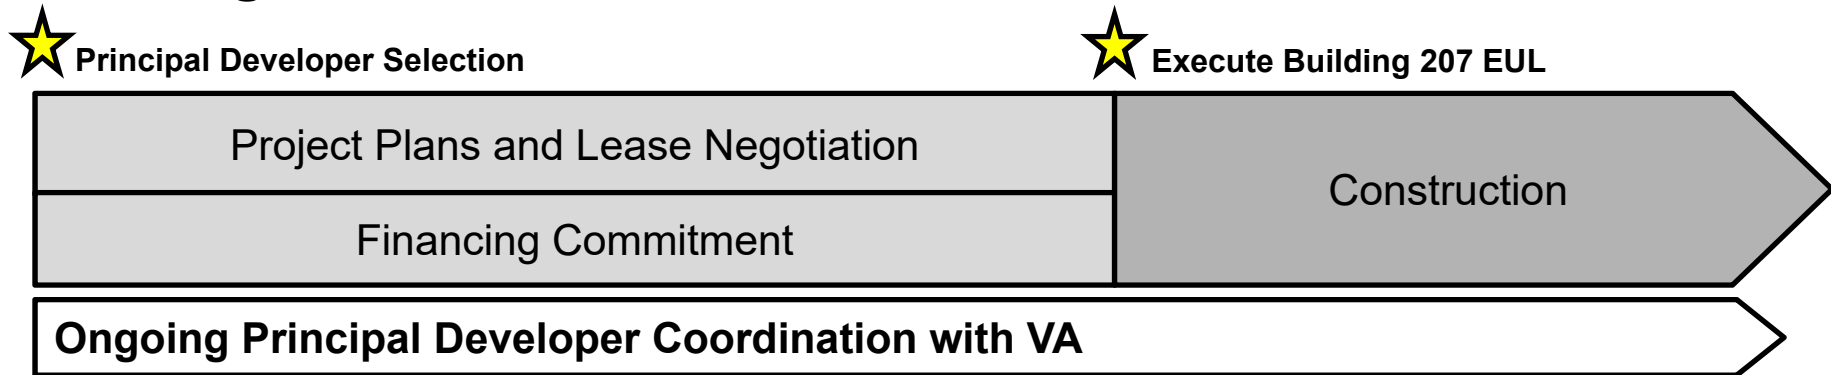 Principal Developer Selection
Execute Building 207 EUL
Project Plans and Lease Negotiation
Financing Commitment
Construction
Ongoing Principal Developer Coordination with VA